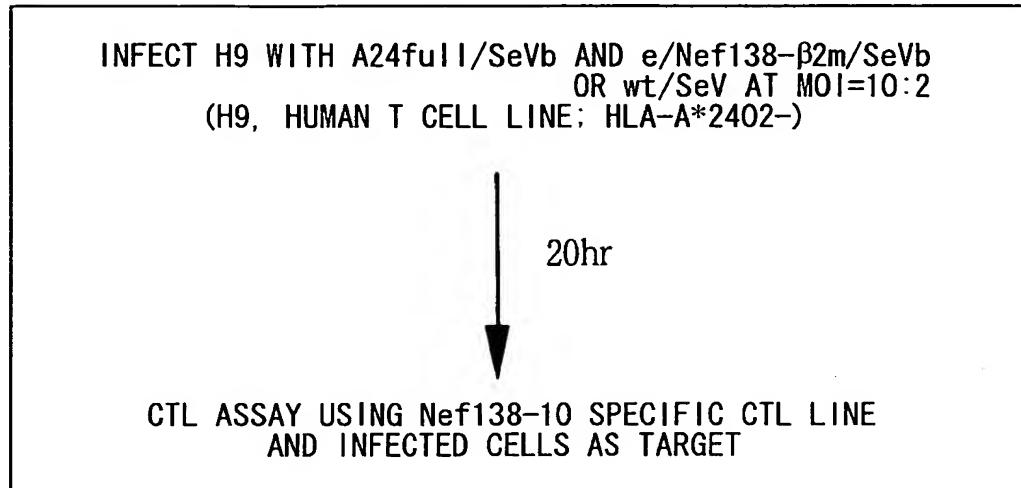 INFECT H9 WITH A24full/SeVb AND e/Nef138-β2m/SeVb
OR wt/SeV AT MOI=10:2
(H9, HUMAN T CELL LINE; HLA-A*2402-)
20hr
CTL ASSAY USING Nef138-10 SPECIFIC CTL LINE
AND INFECTED CELLS AS TARGET